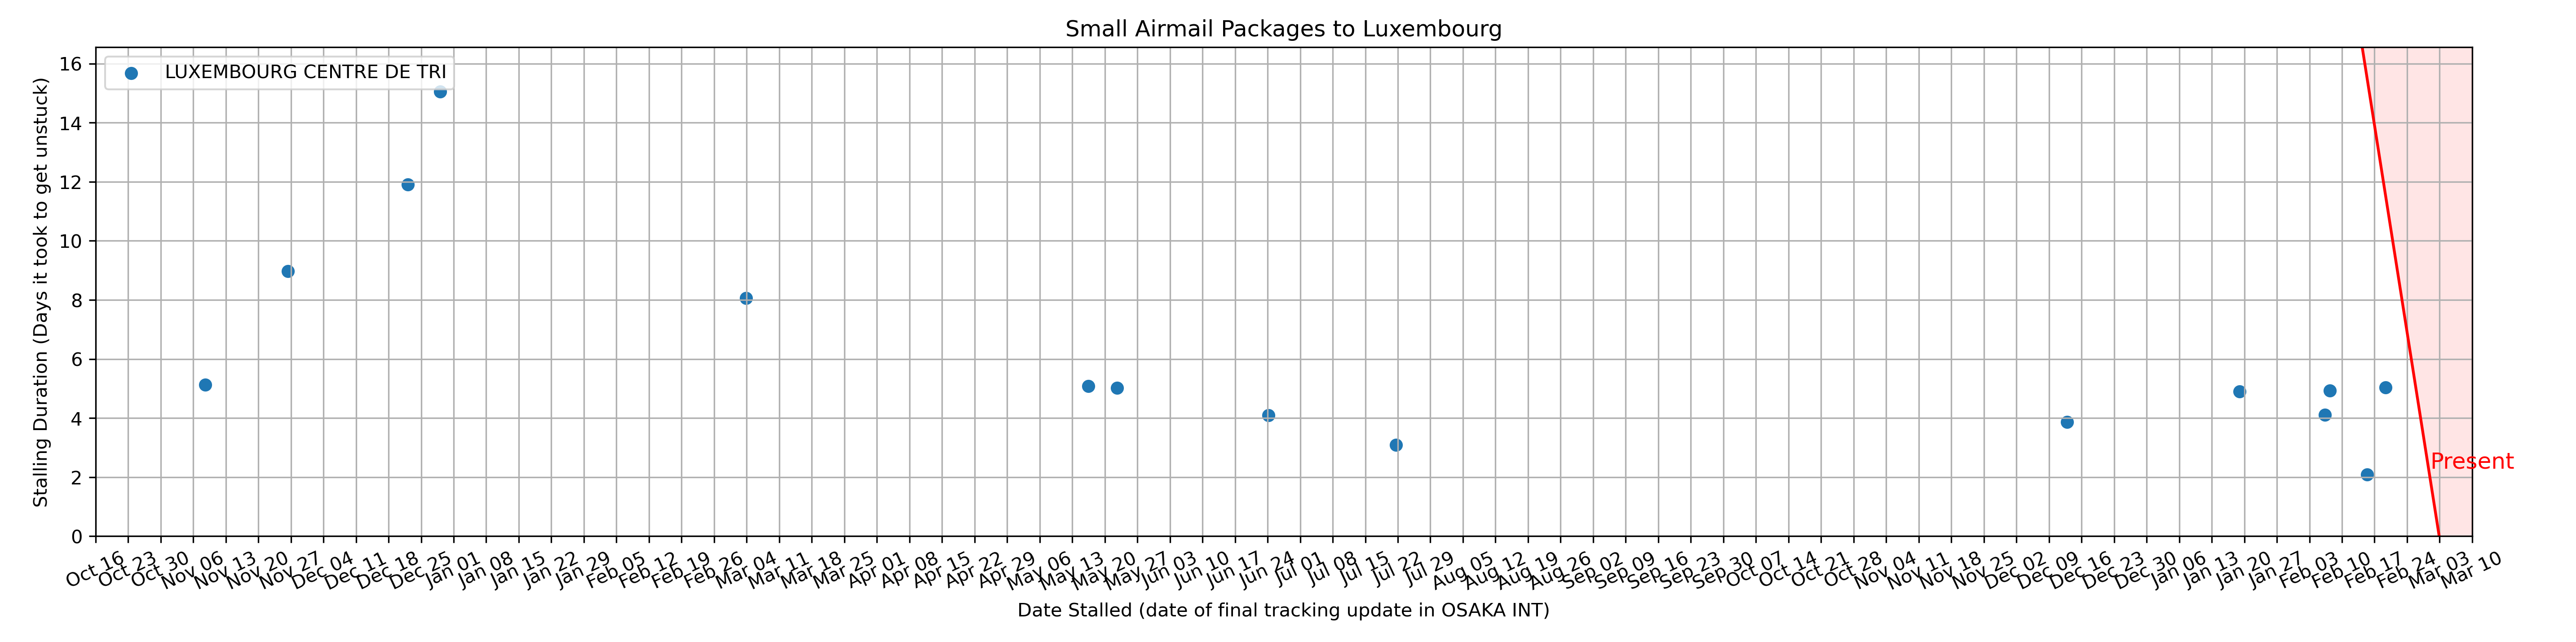 Small Airmail Packages to Luxembourg
LUXEMBOURG CENTRE DE TRI
Stalling Duration (Days it took to get unstuck)
16
14
12
10
8
6
4
2
0
Present
Oct 16 Oct 23 Oct 30 Nov 06 Nov 13 Nov 20 Nov 27 Dec 04 Dec 11 Dec 18 Dec 25 Jan 01 Jan 08 Jan 15 Jan 22 Jan 29 Feb 05 Feb 12 Feb 19 Feb 26 Mar 04 Mar 11 Mar 18 Mar 25 Apr 01 Apr 08 Apr 15 Apr 22 Apr 29 May 06 May 13 May 20 May 27 Jun 03 Jun 10 Jun 17 Jun 24 Jul 01 Jul 08 Jul 15 Jul 22 Jul 29 Aug 05 Aug 12 Aug 19 Aug 26 Sep 02 Sep 09 Sep 16 Sep 23 Sep 30 Oct 07 Oct 14 Oct 21 Oct 28 Nov 04 Nov 11 Nov 18 Nov 25 Dec 02 Dec 09 Dec 16 Dec 23 Dec 30 Jan 06 Jan 13 Jan 20 Jan 27 Feb 03 Feb 10 Feb 17 Feb 24 Mar 03 Mar 10
Date Stalled (date of final tracking update in OSAKA INT)